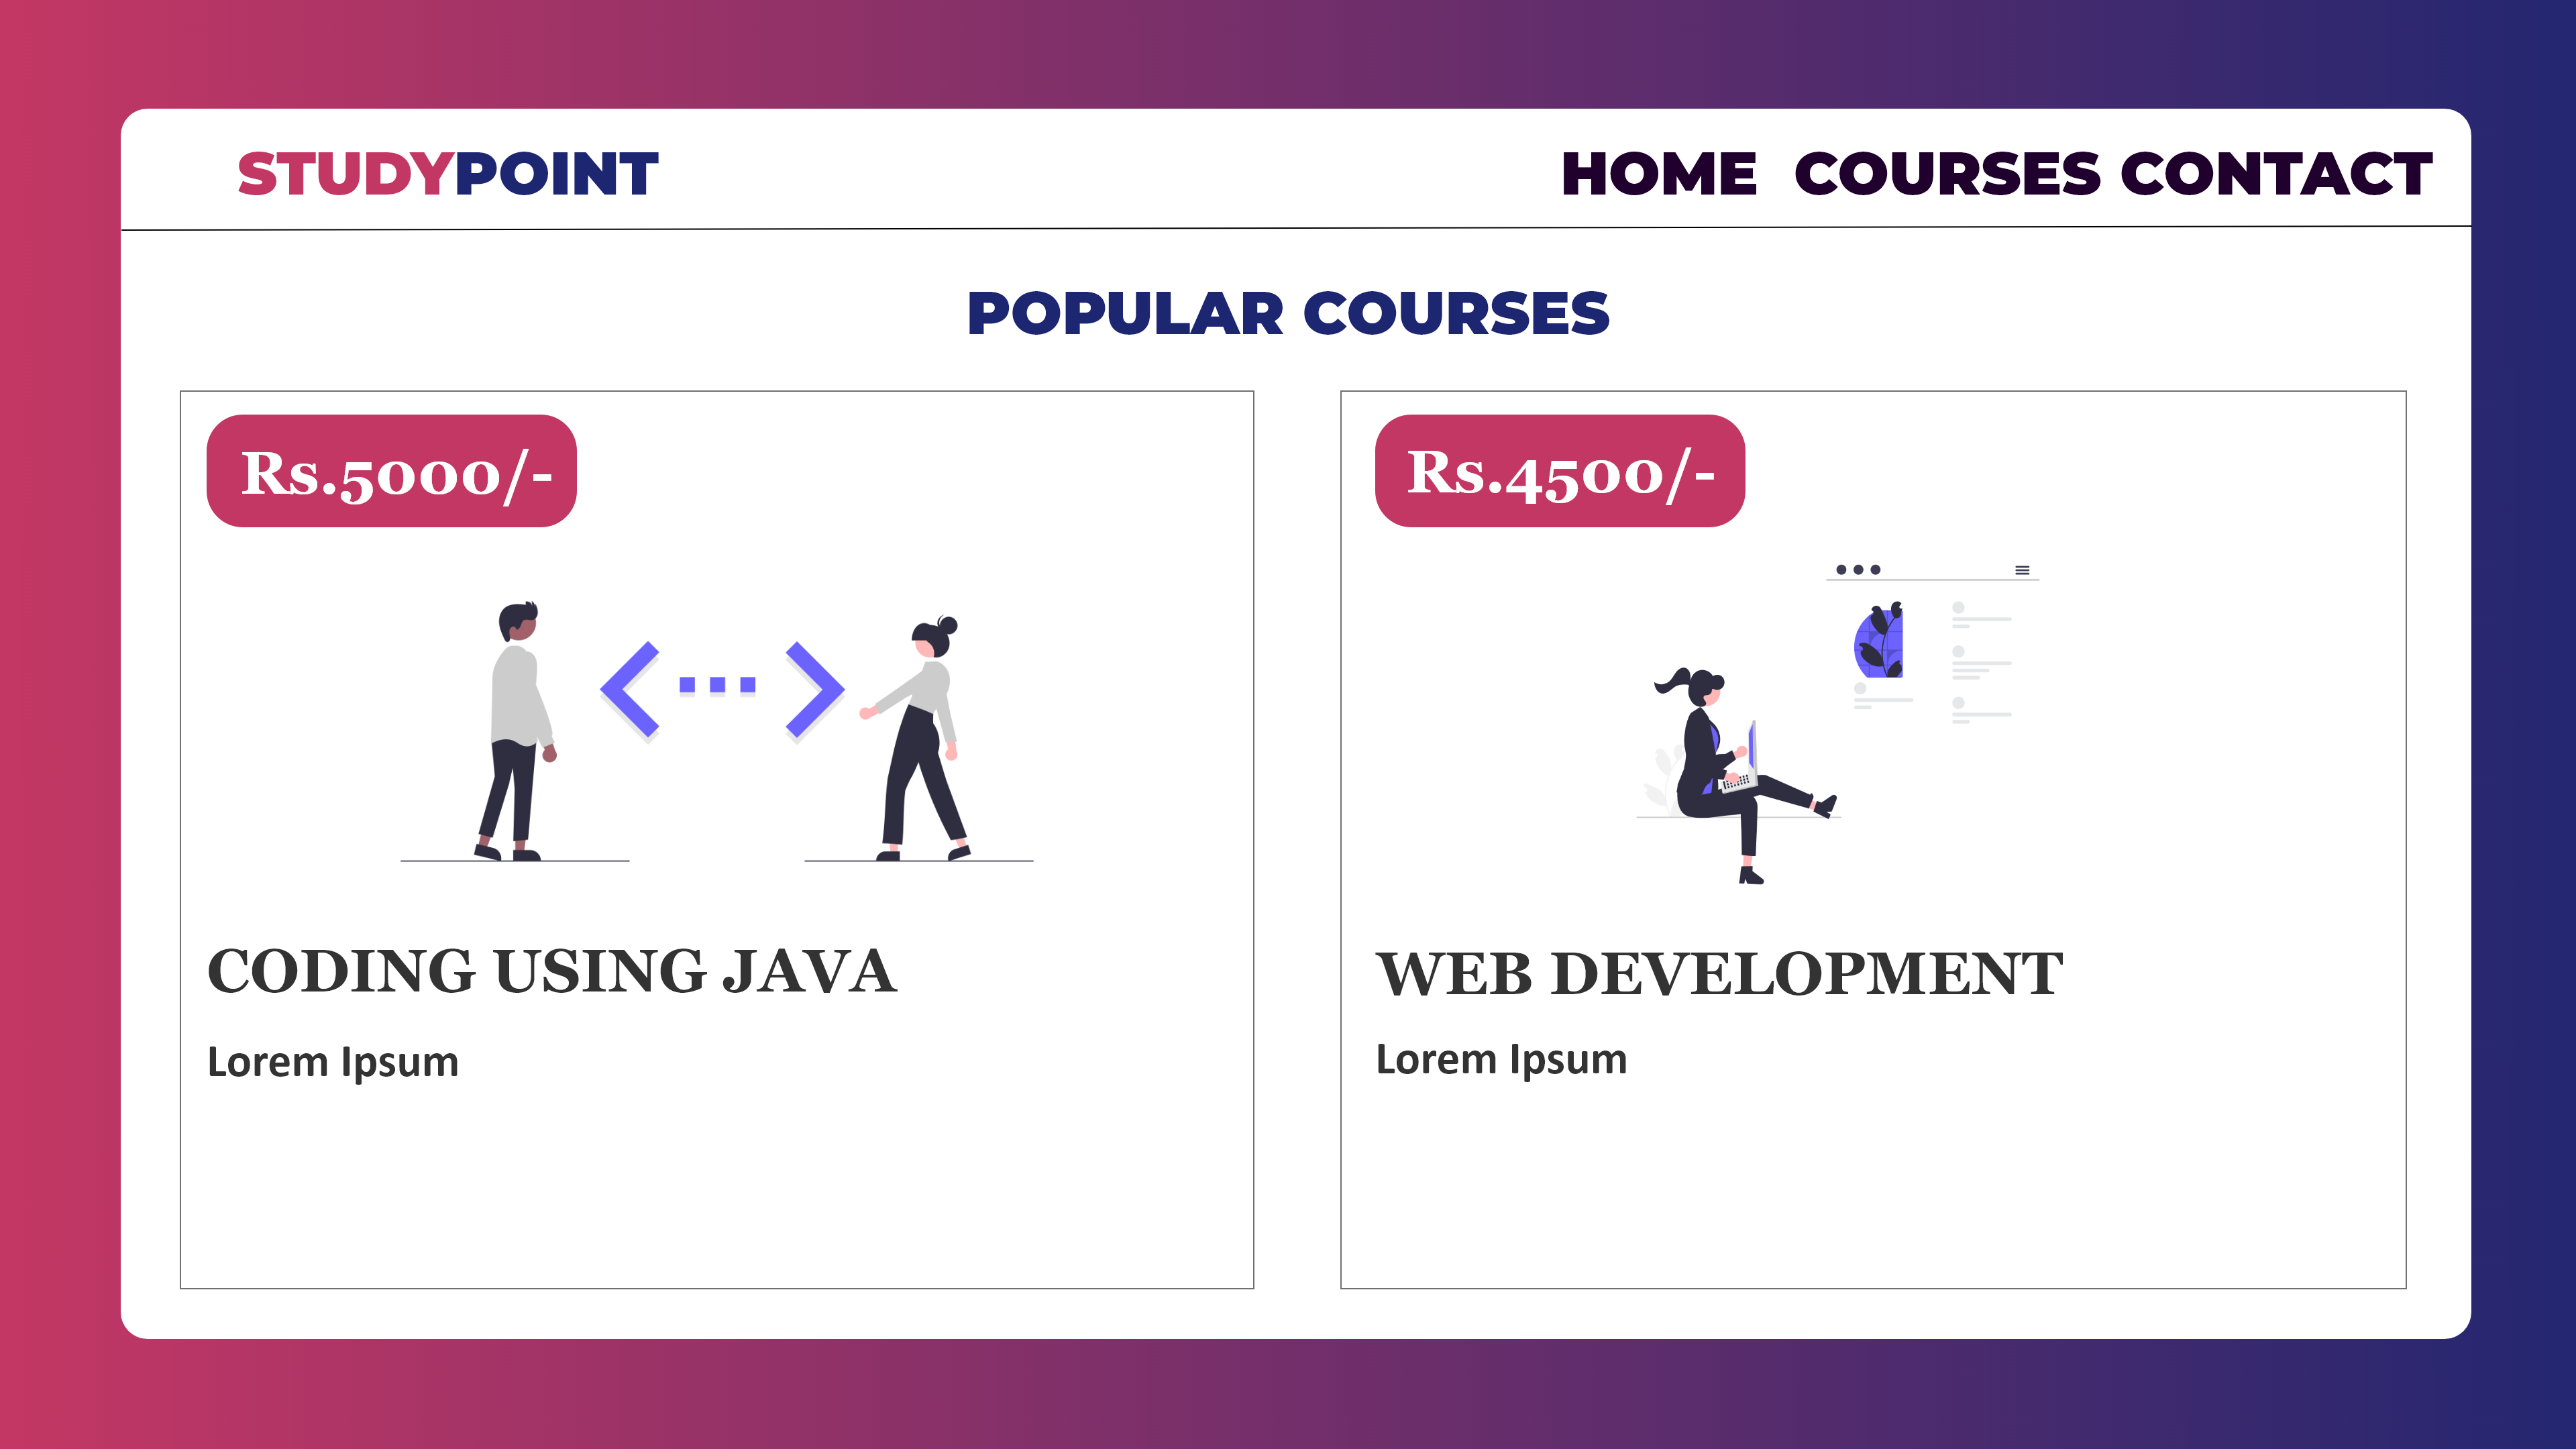 STUDYPOINT
HOME COURSES CONTACT
POPULAR COURSES
Rs.5000/-
CODING USING JAVA
Lorem Ipsum
Rs.4500/-
WEB DEVELOPMENT
Lorem Ipsum